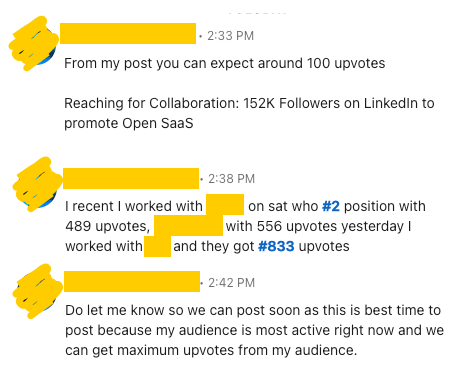 • 2:33 PM
From my post you can expect around 100 upvotes
Reaching for Collaboration: 152K Followers on LinkedIn to
promote Open SaaS
• 2:38 PM
I recent I worked with on sat who #2 position with
489 upvotes, with 556 upvotes yesterday I
worked with and they got #833 upvotes
• 2:42 PM
Do let me know so we can post soon as this is best time to
post because my audience is most active right now and we
can get maximum upvotes from my audience.